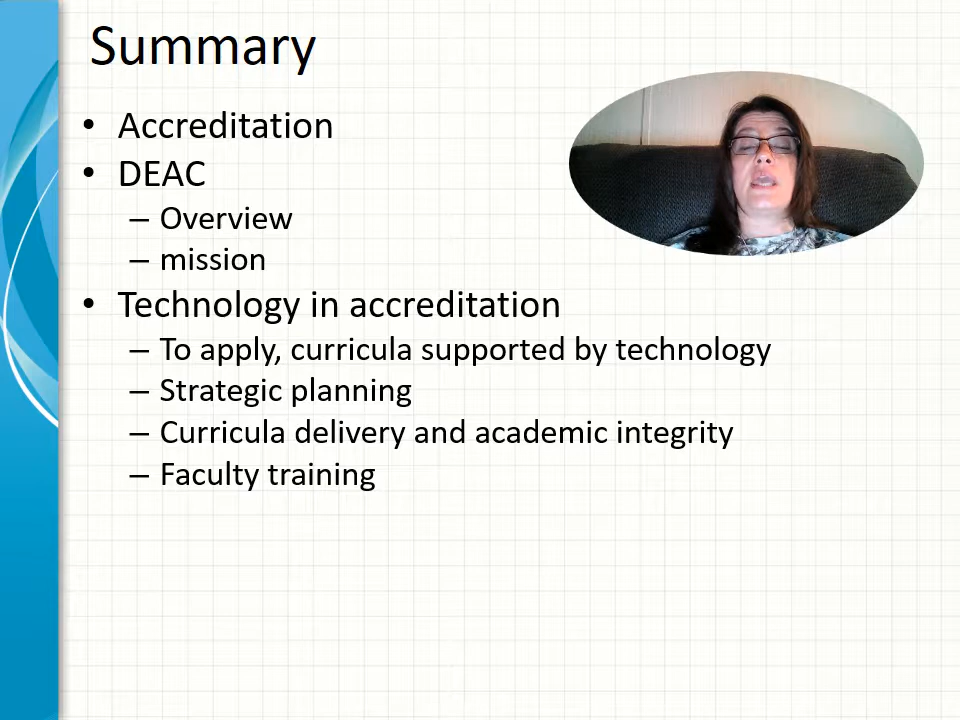 Summary
• Accreditation
• DEAC
– Overview
– mission
• Technology in accreditation
– To apply, curricula supported by technology
– Strategic planning
– Curricula delivery and academic integrity
– Faculty training